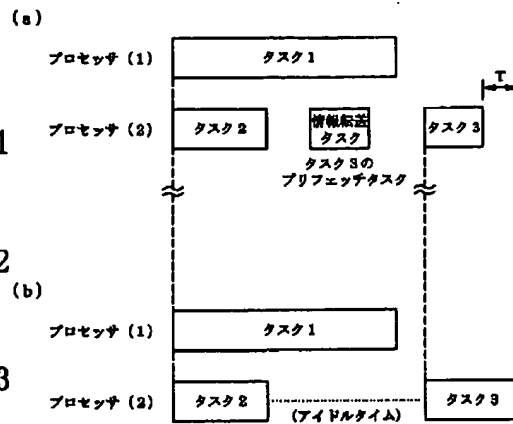 (a)
プロセッサ (1)
タスク1
T
1
プロセッサ (2)
タスク2
情報転送
タスク
タスク3
タスク3の
プリフェッチタスク
2
(b)
プロセッサ (1)
タスク1
3
プロセッサ (2)
タスク2
(アイドルタイム)
タスク3